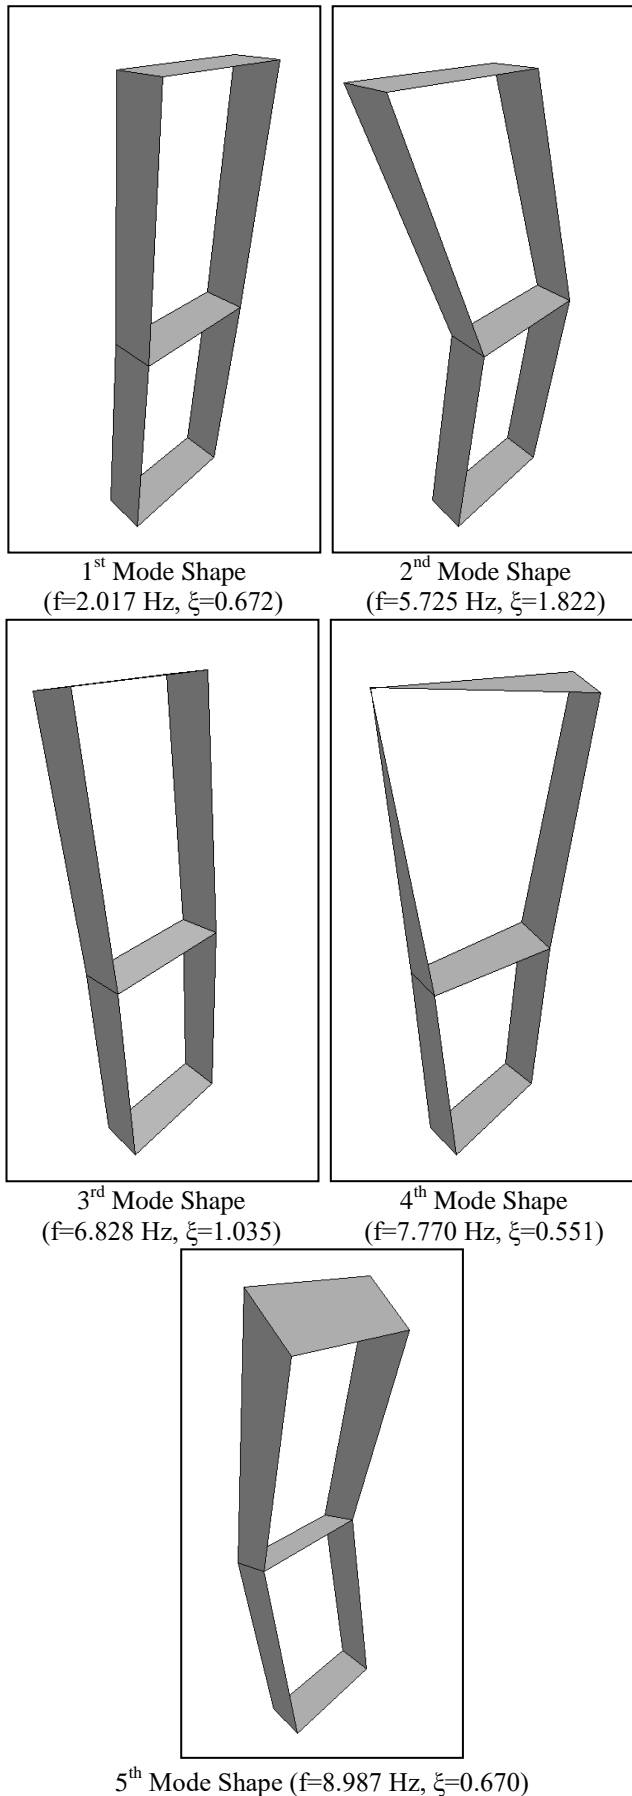 1st Mode Shape
(f=2.017 Hz, ξ=0.672)
2nd Mode Shape
(f=5.725 Hz, ξ=1.822)
3rd Mode Shape
(f=6.828 Hz, ξ=1.035)
4th Mode Shape
(f=7.770 Hz, ξ=0.551)
5th Mode Shape (f=8.987 Hz, ξ=0.670)